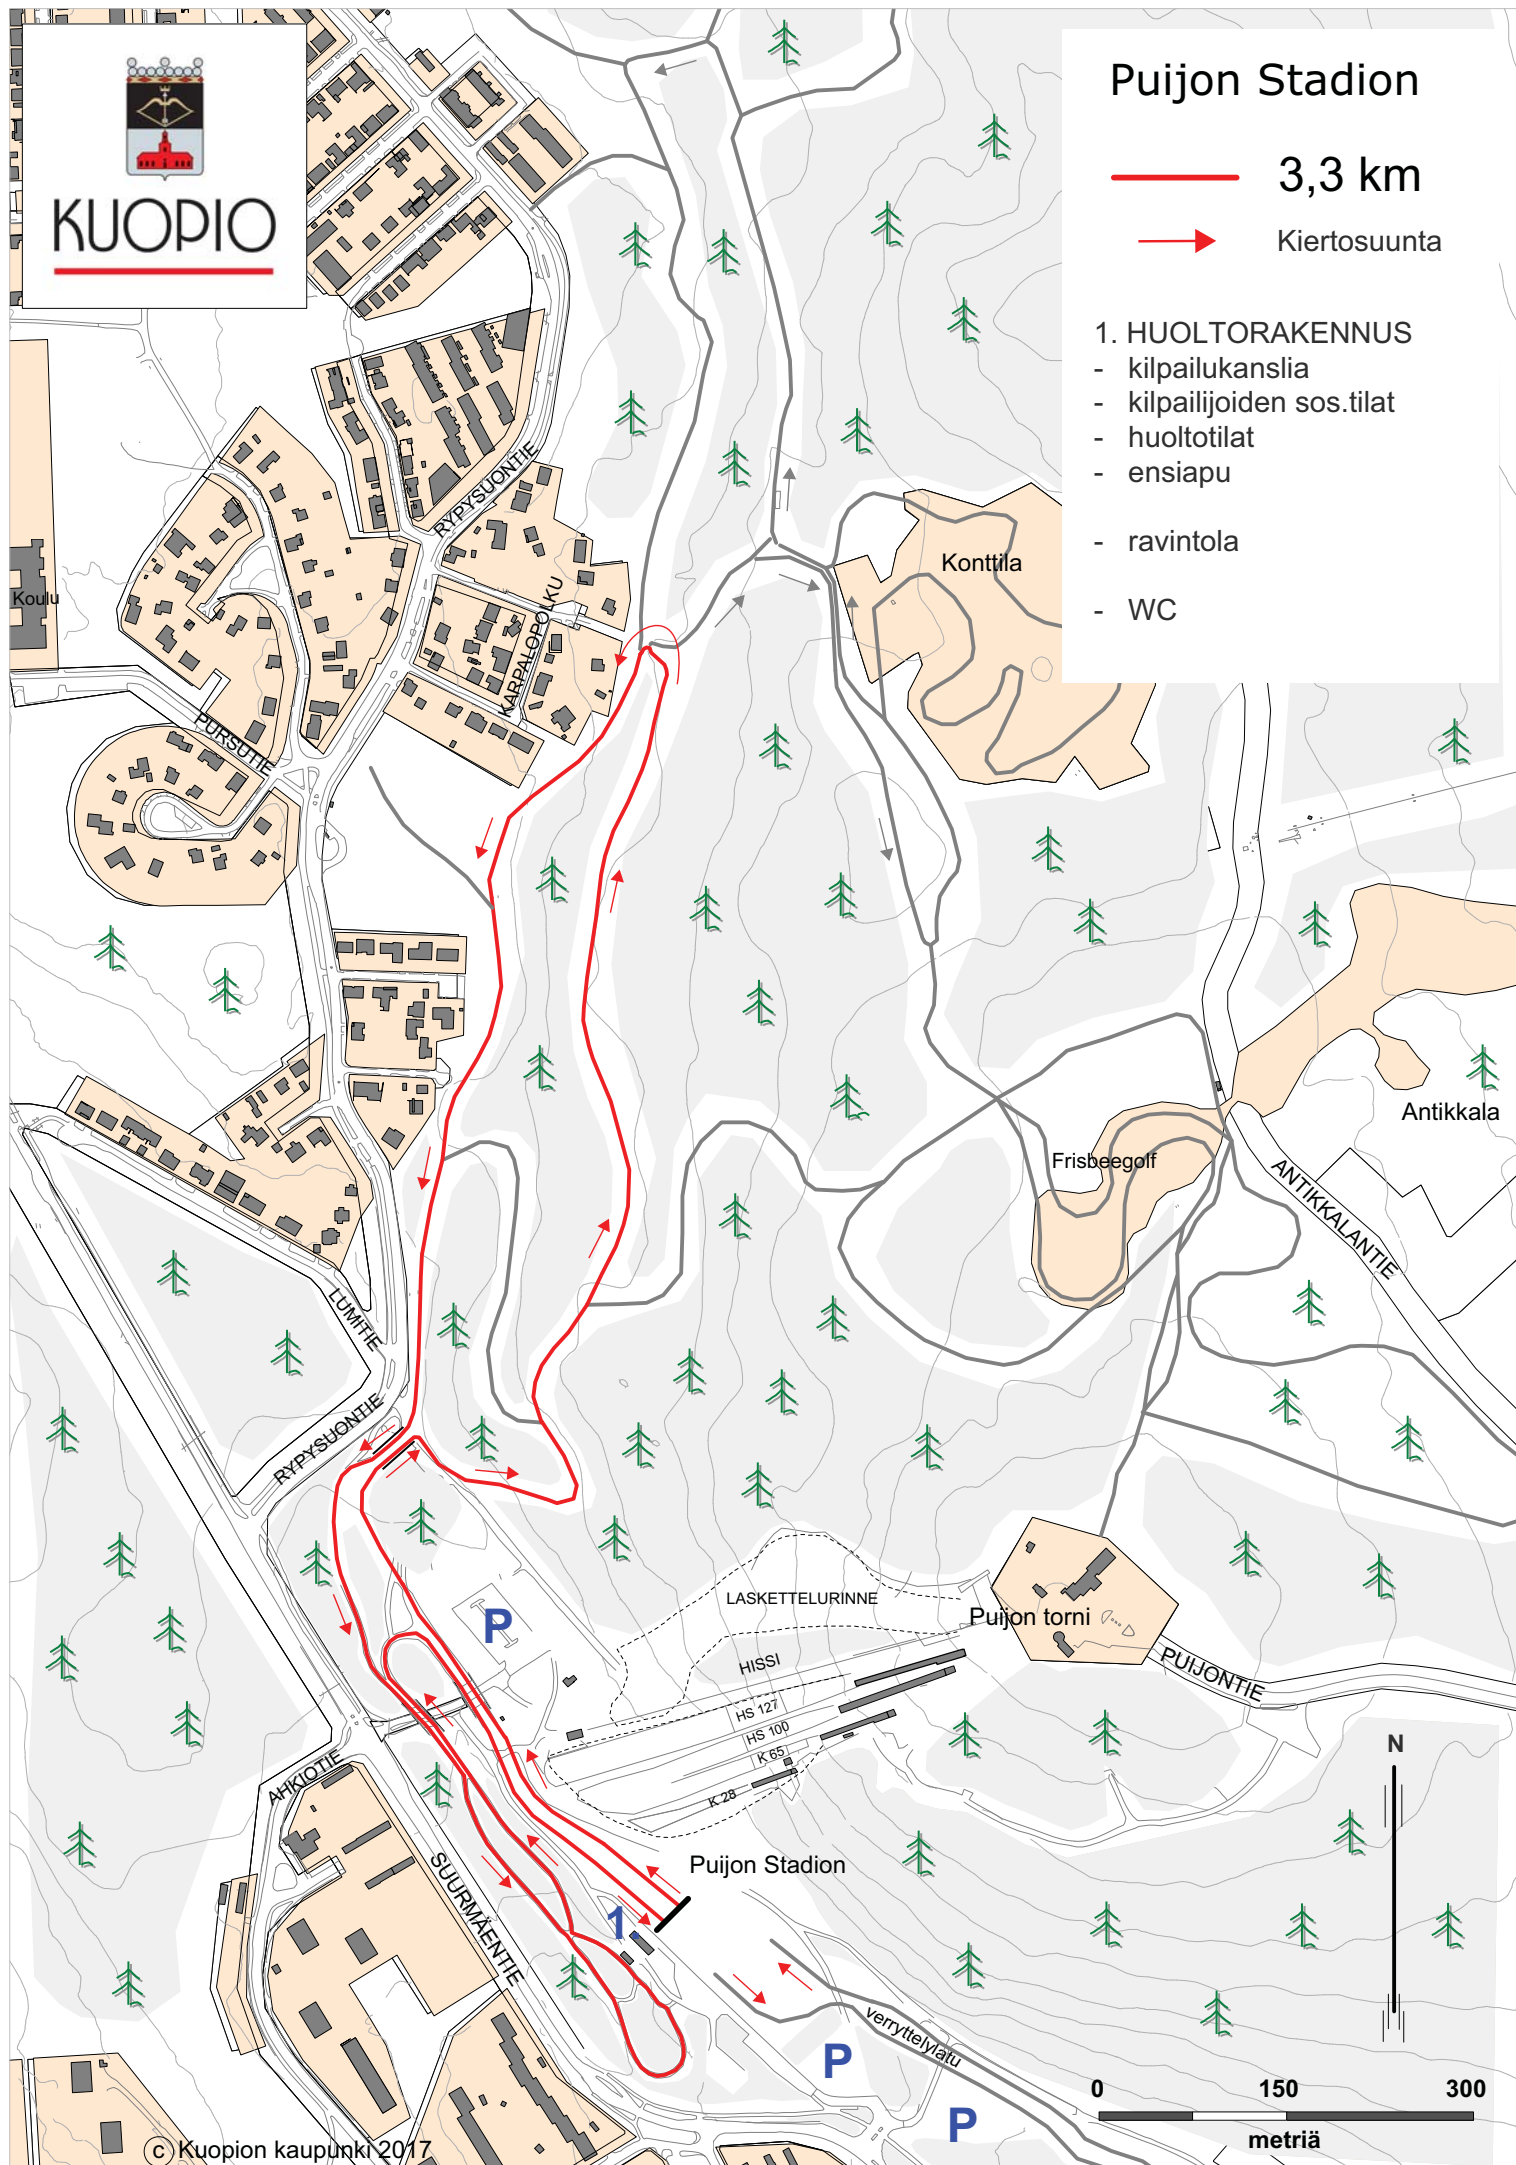 KUOPIO
Puijon Stadion
3,3 km
Kiertosuunta
1. HUOLTORAKENNUS
- kilpailukanslia
- kilpailijoiden sos.tilat
- huoltotilat
- ensiapu
- ravintola
- WC
RYPYSUONTIE
Konttila
Koulu
KARPALOPOLKU
PURSUTIE
Antikkala
Frisbeegolf
ANTIKKALANTIE
LUMITIE
RYPYSUONTIE
LASKETTELURINNE
Puijon torni
P
HISSI
PUIJONTIE
HS 127
HS 100
K 65
K 28
N
AHKIOTIE
SUURMÄENTIE
Puijon Stadion
1.
verryttelylatu
P
P
0 150 300
metriä
c Kuopion kaupunki 2017